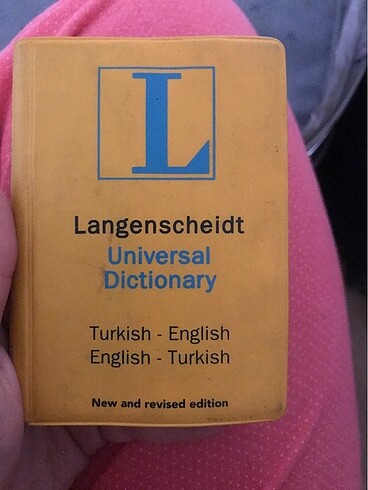 L
Langenscheidt
Universal
Dictionary
Turkish - English
English - Turkish
New and revised edition